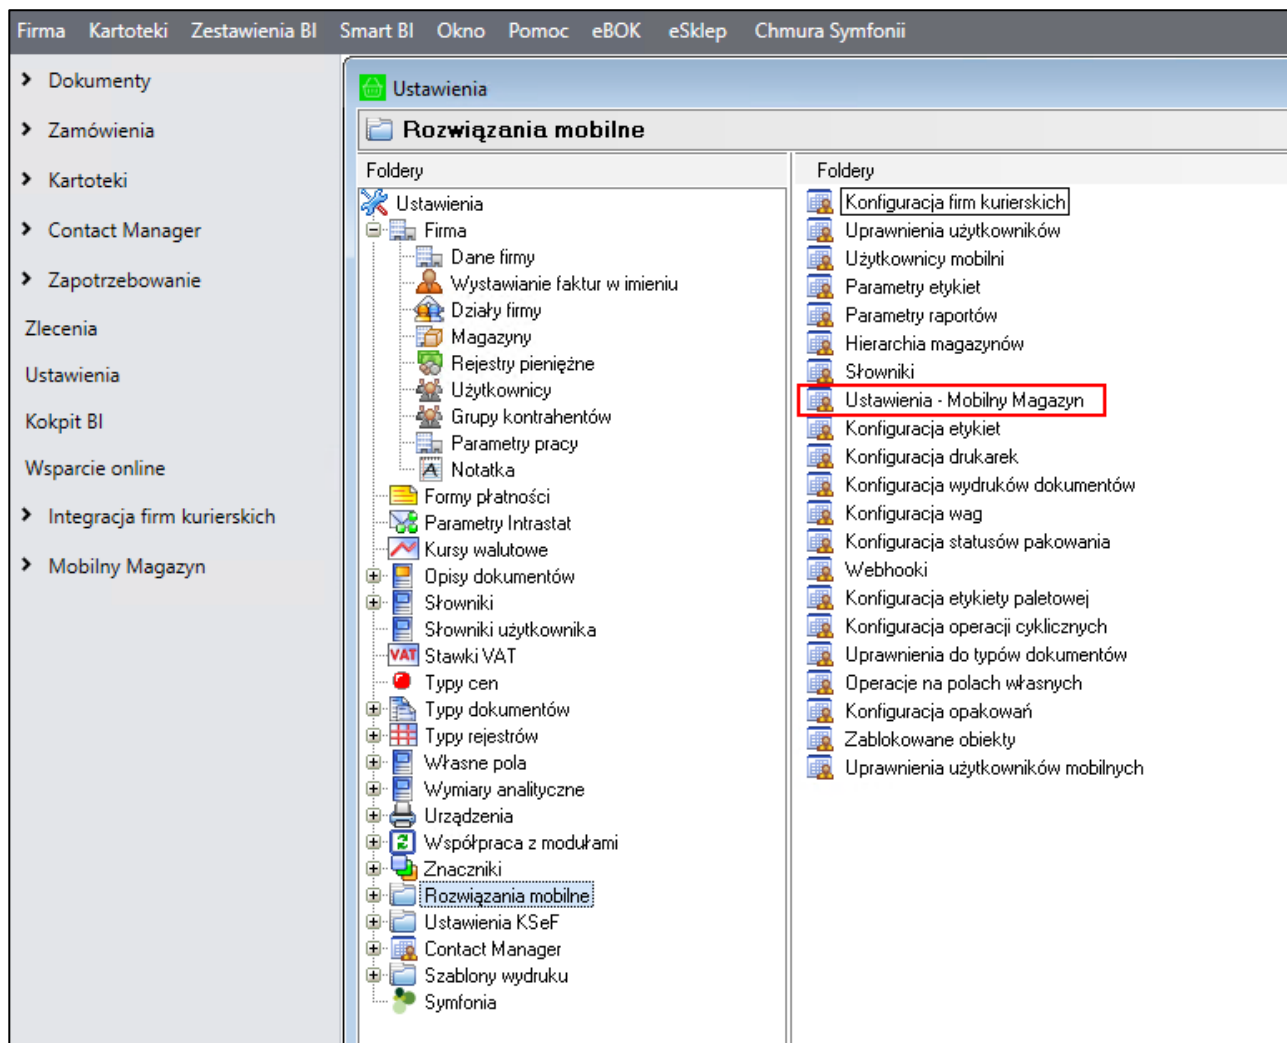 Firma Kartoteki Zestawienia BI Smart BI Okno Pomoc eBOK eSklep Chmura Symfonii
Dokumenty
Zamówienia
Kartoteki
Contact Manager
Zapotrzebowanie
Zlecenia
Ustawienia
Kokpit BI
Wsparcie online
Integracja firm kurierskich
Mobilny Magazyn
Ustawienia
Rozwiązania mobilne
Foldery
Ustawienia
Firma
Dane firmy
Wystawianie faktur w imieniu
Działy firmy
Magazyny
Rejestry pieniężne
Użytkownicy
Grupy kontrahentów
Parametry pracy
Notatka
Formy płatności
Parametry Intrastat
Kursy walutowe
Opisy dokumentów
Słowniki
Słowniki użytkownika
VAT Stawki VAT
Typy cen
Typy dokumentów
Typy rejestrów
Własne pola
Wymiary analityczne
Urządzenia
Współpraca z modułami
Znaczniki
Rozwiązania mobilne
Ustawienia KSeF
Contact Manager
Szablony wydruku
Symfonia
Foldery
Konfiguracja firm kurierskich
Uprawnienia użytkowników
Użytkownicy mobilni
Parametry etykiet
Parametry raportów
Hierarchia magazynów
Słowniki
Ustawienia - Mobilny Magazyn
Konfiguracja etykiet
Konfiguracja drukarek
Konfiguracja wydruków dokumentów
Konfiguracja wag
Konfiguracja statusów pakowania
Webhooki
Konfiguracja etykiety paletowej
Konfiguracja operacji cyklicznych
Uprawnienia do typów dokumentów
Operacje na polach własnych
Konfiguracja opakowań
Zablokowane obiekty
Uprawnienia użytkowników mobilnych